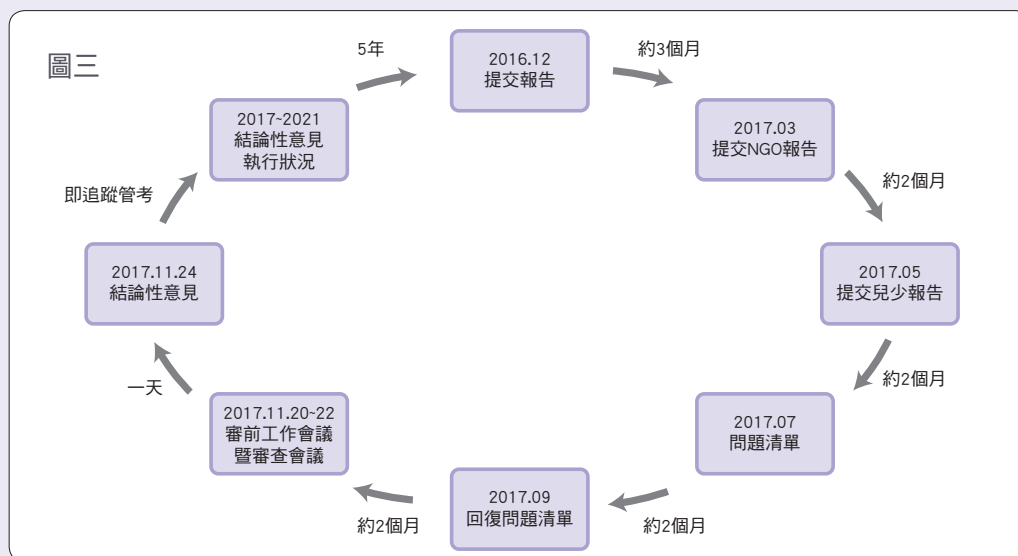 圖三
5年
2016.12
提交報告
約3個月
2017.03
提交NGO報告
約2個月
2017.05
提交兒少報告
約2個月
2017.07
問題清單
約2個月
2017.09
回復問題清單
約2個月
2017.11.20~22
審前工作會議
暨審查會議
一天
2017.11.24
結論性意見
即追蹤管考
2017~2021
結論性意見
執行狀況